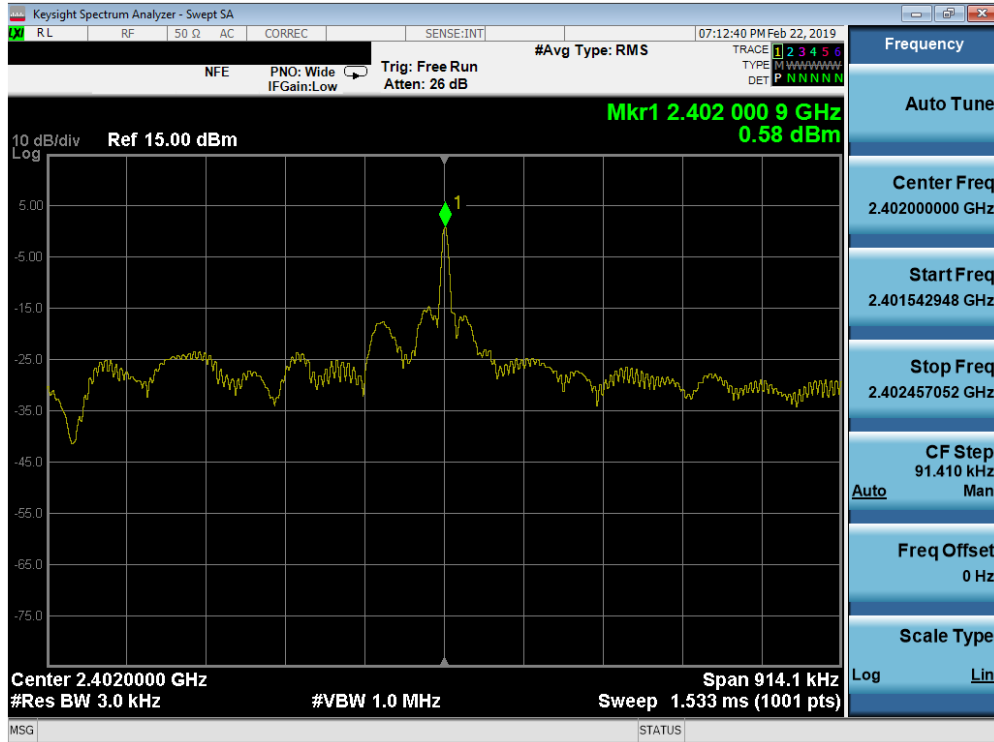 Keysight Spectrum Analyzer - Swept SA
LXI RL RF 50 Ω AC CORREC SENSE:INT 07:12:40 PM Feb 22, 2019
#Avg Type: RMS TRACE 1 2 3 4 5 6
NFE PNO: Wide Trig: Free Run TYPE M WWWWW
IFGain:Low Atten: 26 dB DET P N N N N N
Mkr1 2.402 000 9 GHz
10 dB/div Ref 15.00 dBm 0.58 dBm
Log
1
5.00
-5.00
-15.0
-25.0
-35.0
-45.0
-55.0
-65.0
-75.0
Center 2.4020000 GHz Span 914.1 kHz
#Res BW 3.0 kHz #VBW 1.0 MHz Sweep 1.533 ms (1001 pts)
MSG STATUS
Frequency
Auto Tune
Center Freq
2.402000000 GHz
Start Freq
2.401542948 GHz
Stop Freq
2.402457052 GHz
CF Step
91.410 kHz
Auto Man
Freq Offset
0 Hz
Scale Type
Log Lin